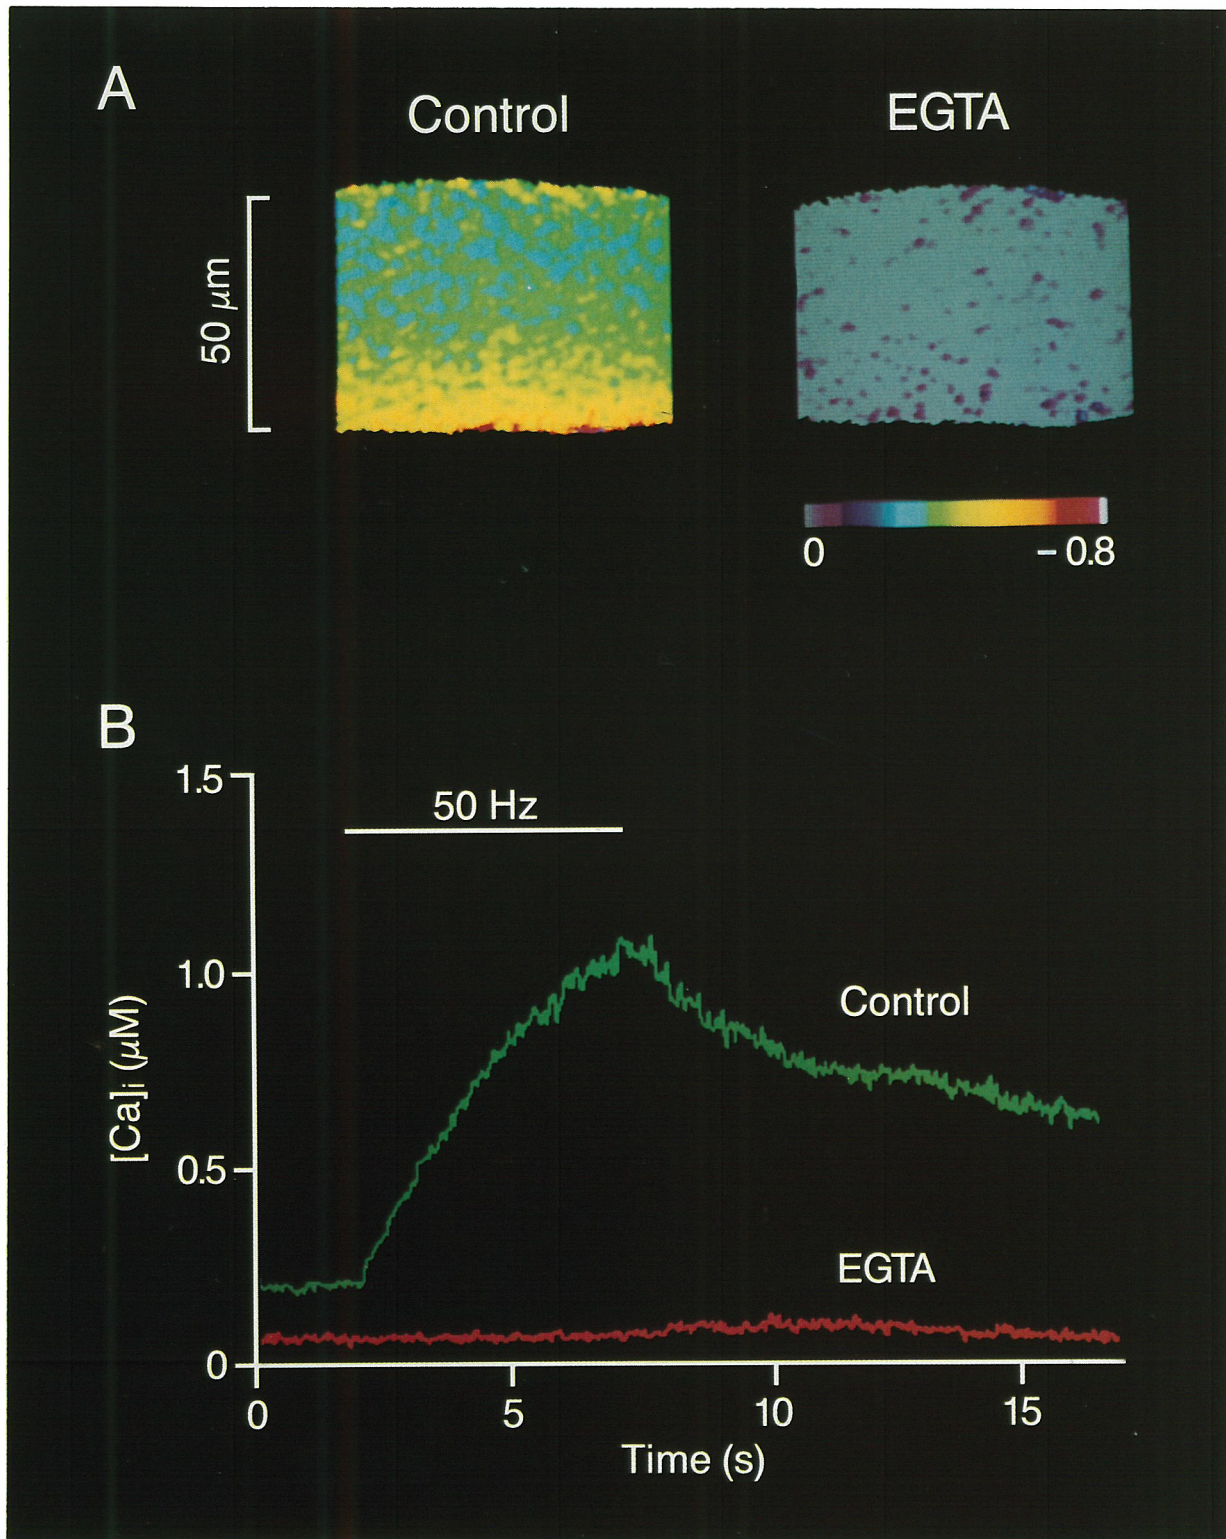 A
Control
EGTA
50 μm
0
– 0.8
B
1.5
50 Hz
1.0
Control
[Ca]i (μM)
0.5
EGTA
0
0
5
10
15
Time (s)